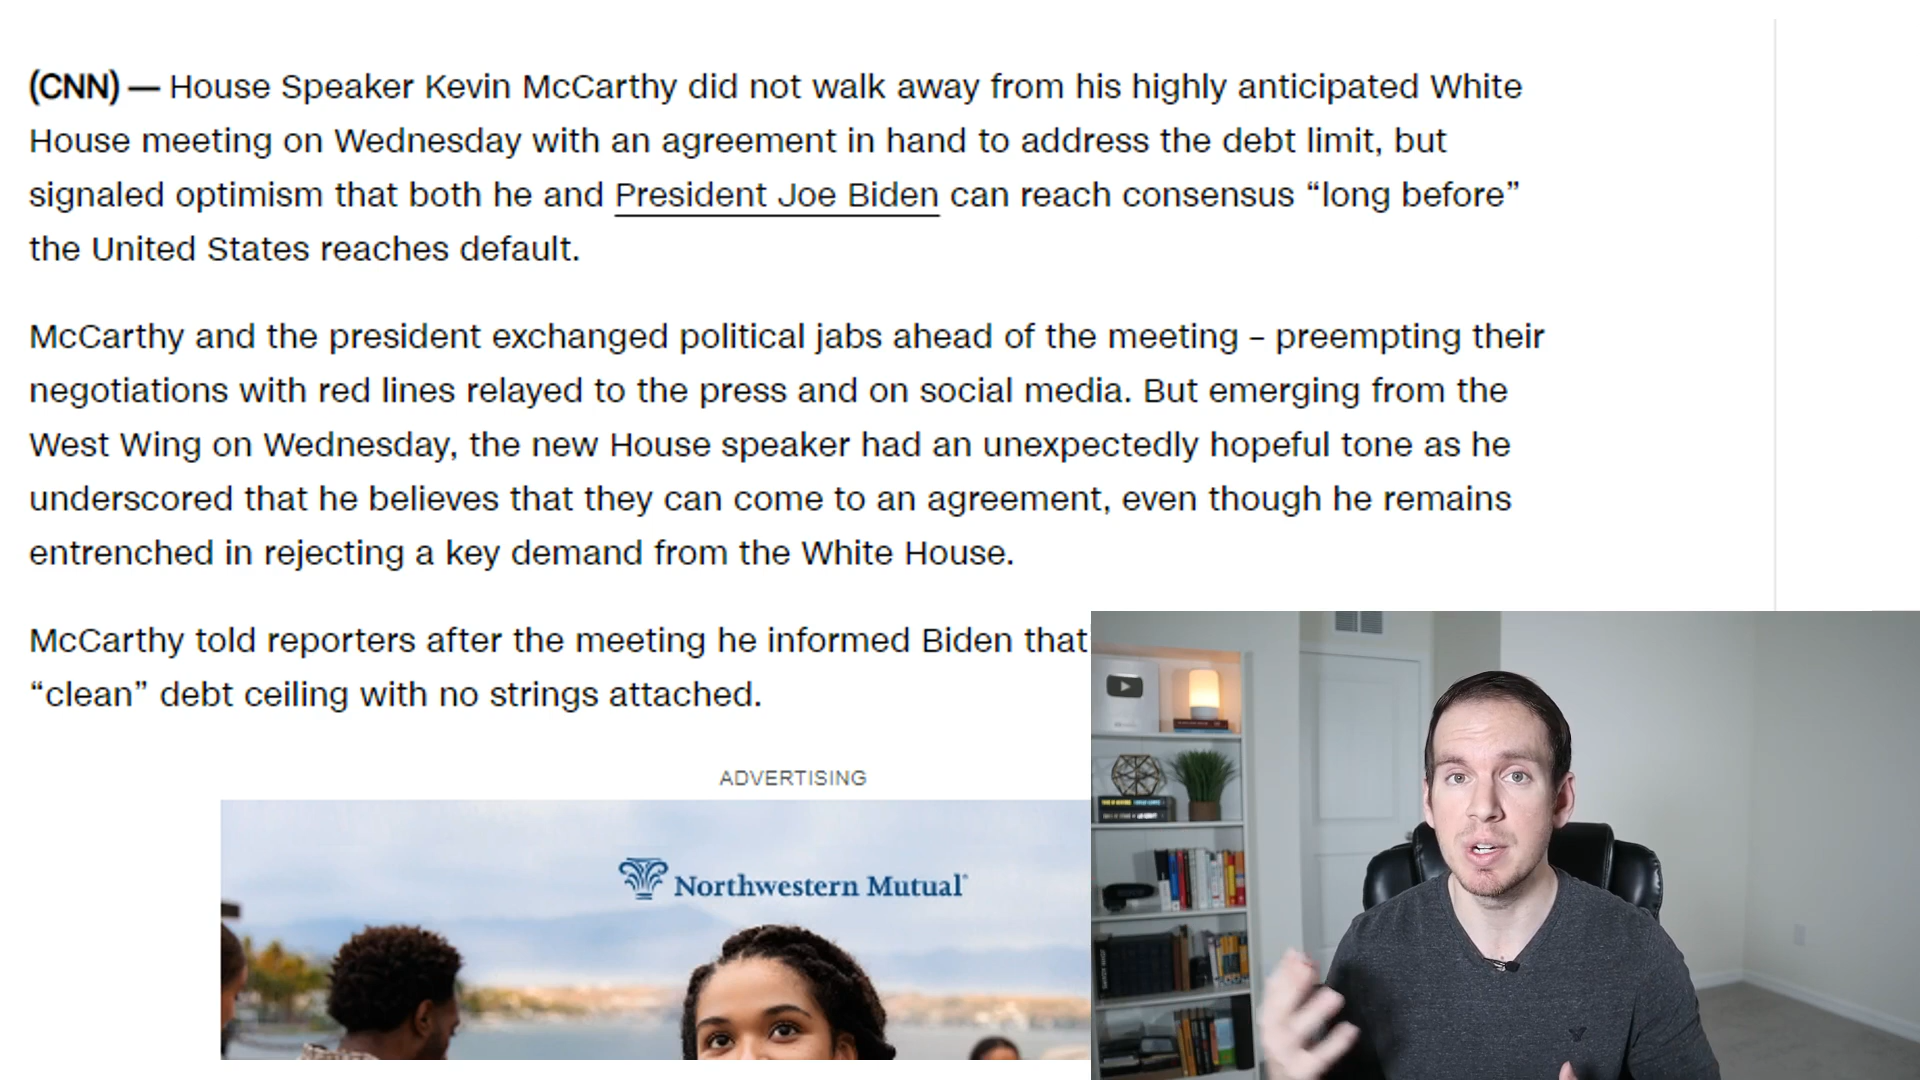 (CNN) — House Speaker Kevin McCarthy did not walk away from his highly anticipated White
House meeting on Wednesday with an agreement in hand to address the debt limit, but
signaled optimism that both he and President Joe Biden can reach consensus “long before”
the United States reaches default.
McCarthy and the president exchanged political jabs ahead of the meeting – preempting their
negotiations with red lines relayed to the press and on social media. But emerging from the
West Wing on Wednesday, the new House speaker had an unexpectedly hopeful tone as he
underscored that he believes that they can come to an agreement, even though he remains
entrenched in rejecting a key demand from the White House.
McCarthy told reporters after the meeting he informed Biden that
“clean” debt ceiling with no strings attached.
ADVERTISING
Northwestern Mutual®